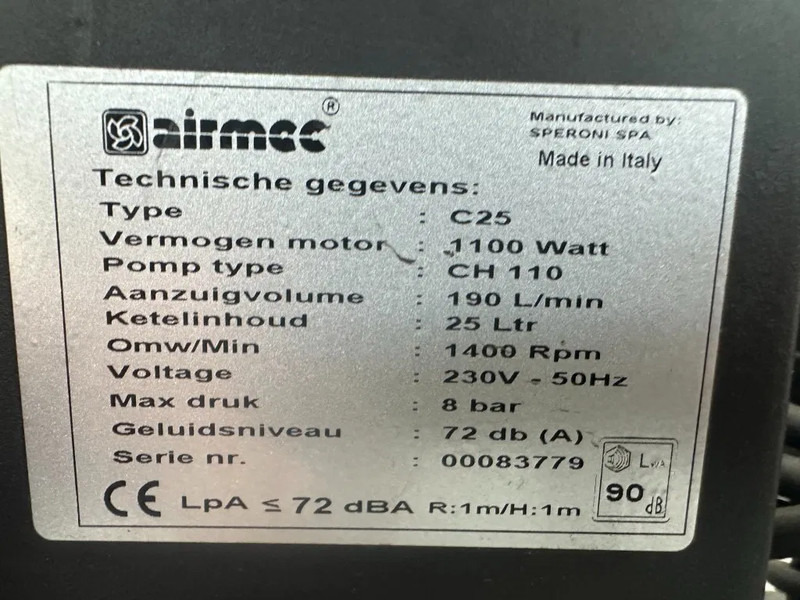 airmec®
Manufactured by:
SPERONI SPA
Made in Italy
Technische gegevens:
Type : C25
Vermogen motor : 1100 Watt
Pomp type : CH 110
Aanzuigvolume : 190 L/min
Ketelinhoud : 25 Ltr
Omw/Min : 1400 Rpm
Voltage : 230V - 50Hz
Max druk : 8 bar
Geluidsniveau : 72 db (A)
Serie nr. : 00083779
CE LpA ≤ 72 dBA R:1m/H:1m
90
dB